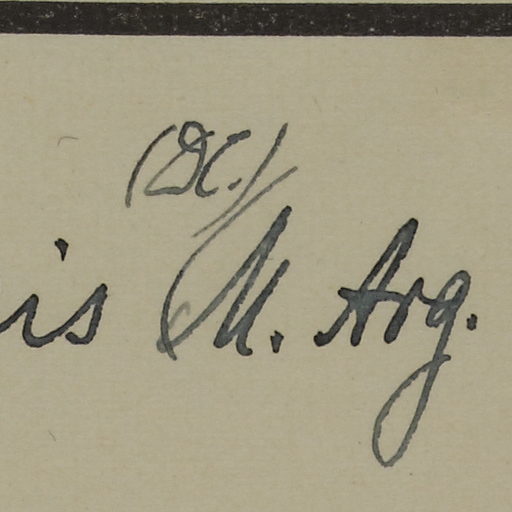 (DC.)
is M. Arg.